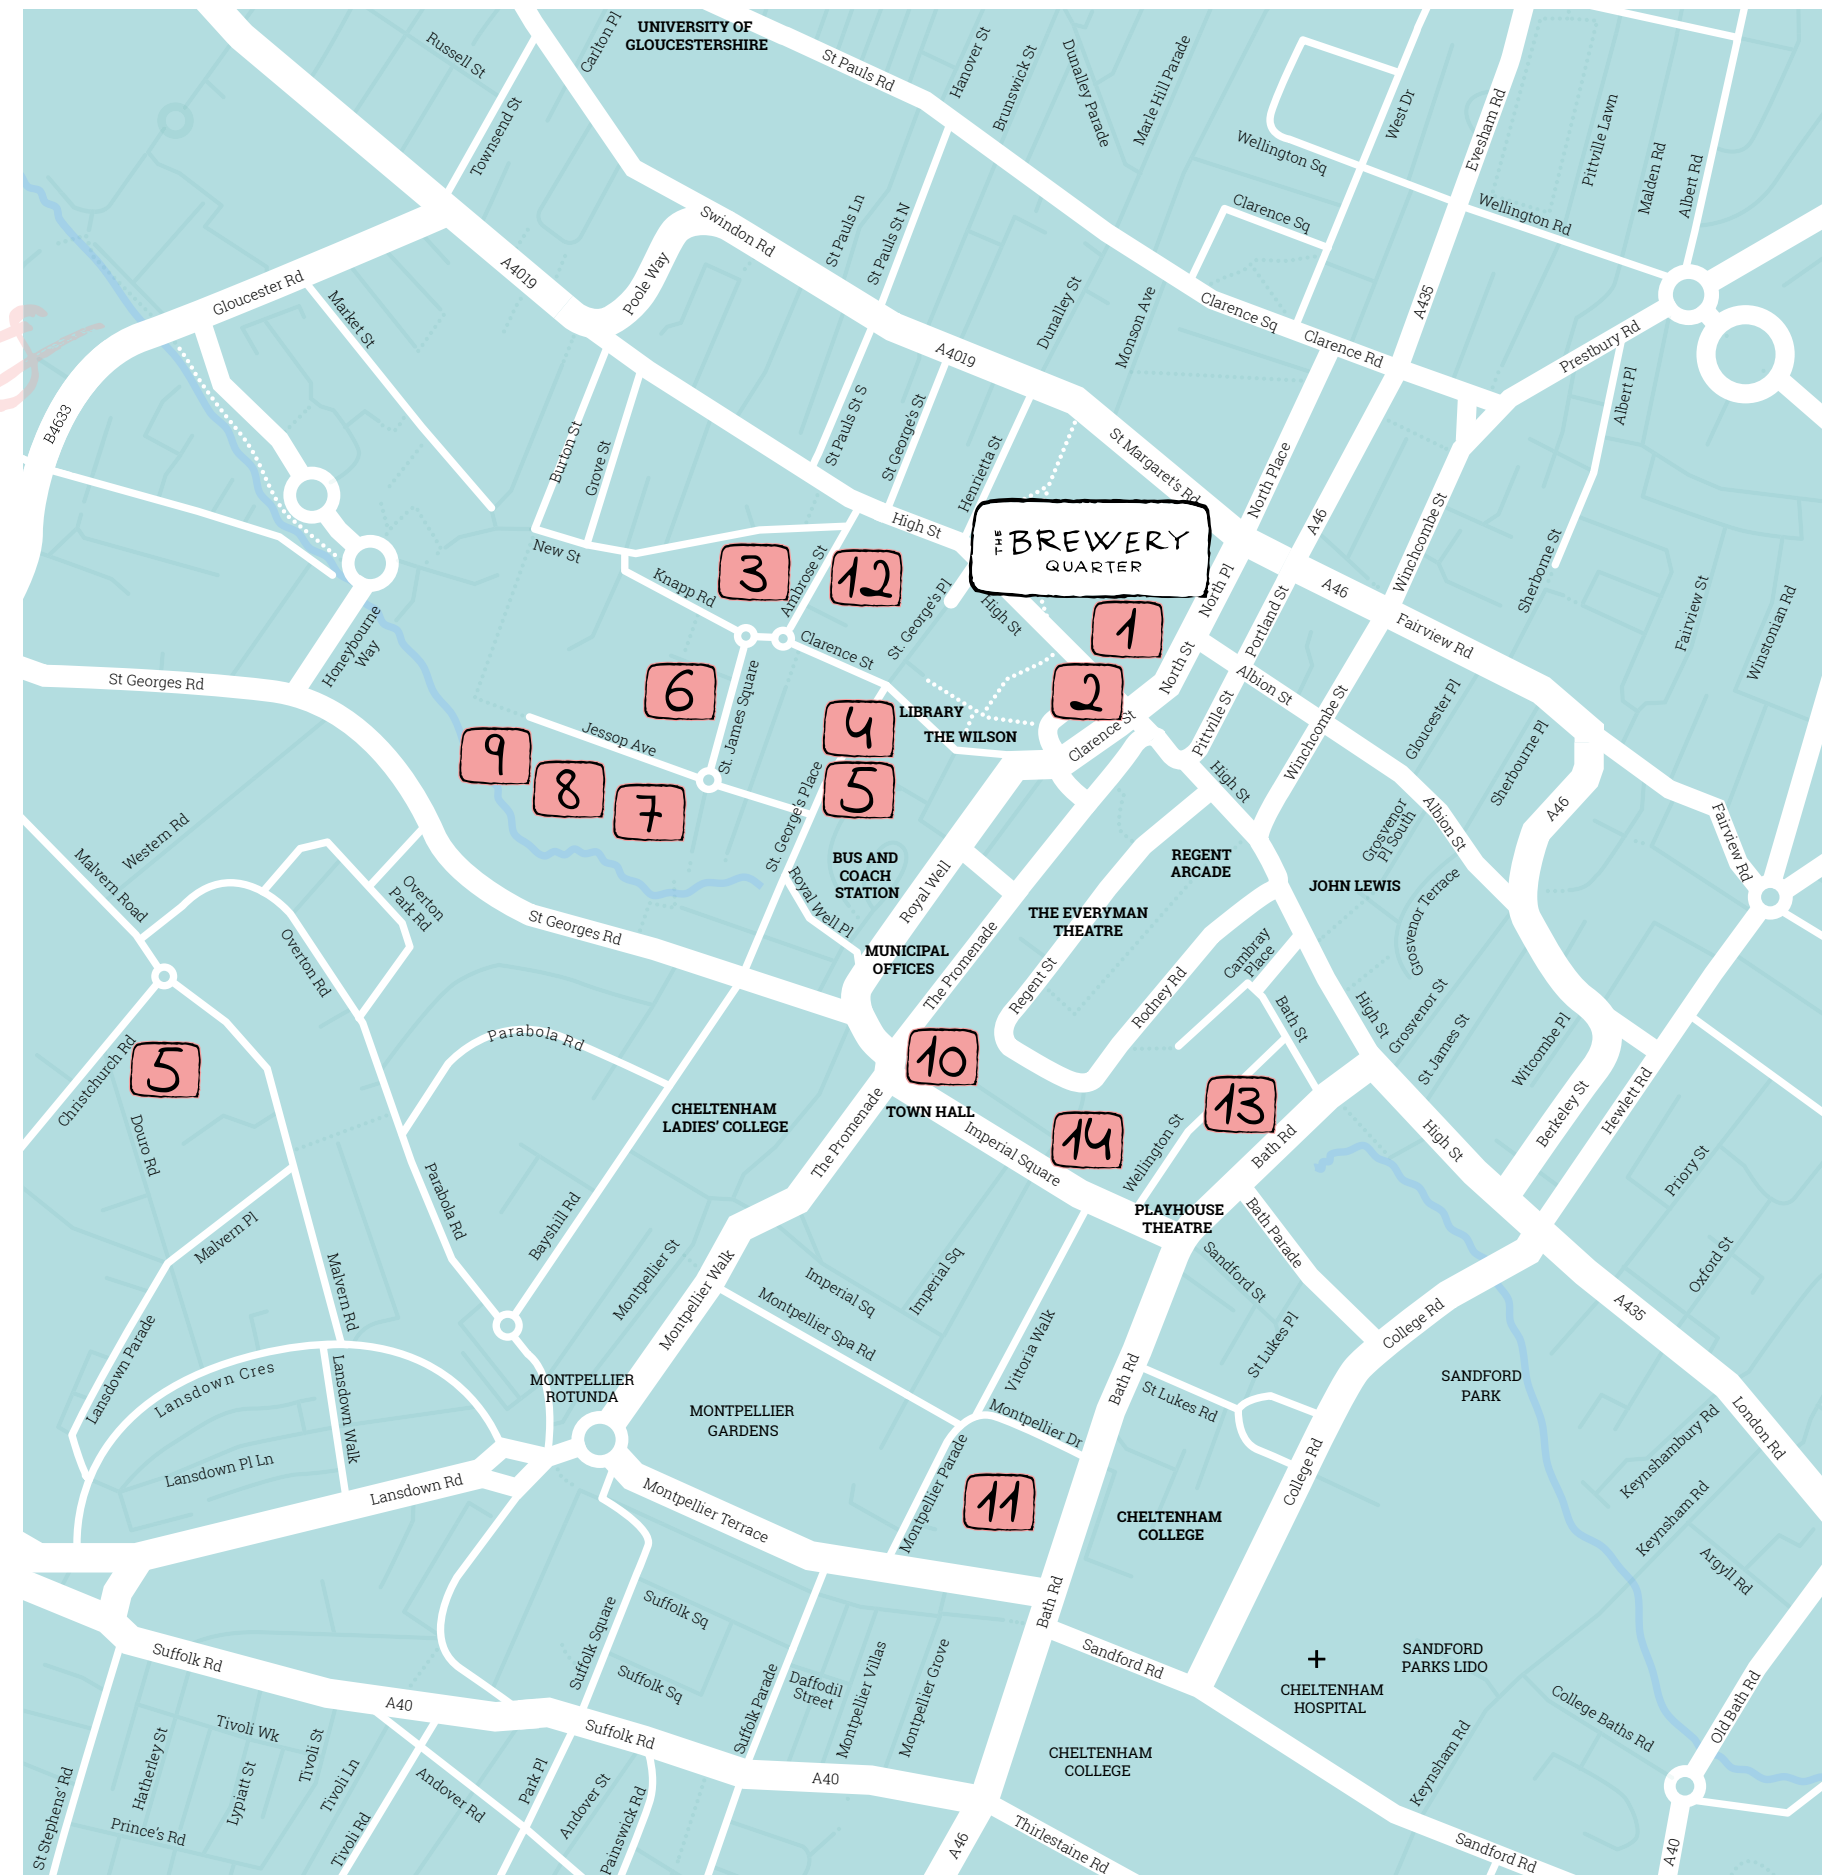 UNIVERSITY OF
GLOUCESTERSHIRE
Russell St
Carlton Pl
Townsend St
St Pauls Rd
Hanover St
Brunswick St
Dunalley Parade
Marle Hill Parade
Wellington Sq
West Dr
Evesham Rd
Pittville Lawn
Malden Rd
Albert Rd
Wellington Rd
Clarence Sq
Swindon Rd
St Pauls Ln
St Pauls St N
A4019
Poole Way
Gloucester Rd
Market St
Dunalley St
Monson Ave
Clarence Sq
Clarence Rd
A435
Prestbury Rd
Albert Pl
A4019
B4633
Burton St
Grove St
St Pauls St S
St George's St
Henrietta St
St Margaret's Rd
North Place
A46
Winchcombe St
Sherborne St
High St
THE
BREWERY
QUARTER
New St
Knapp Rd
3
Ambrose St
12
St. George's Pl
High St
1
North Pl
Portland St
A46
Fairview Rd
Fairview St
Winstonian Rd
Honeybourne
Way
St Georges Rd
Clarence St
6
St. James Square
2
North St
Albion St
Pittville St
Winchcombe St
Gloucester Pl
Sherbourne Pl
LIBRARY
THE WILSON
4
Clarence St
9
Jessop Ave
8
7
5
St. George's Place
High St
Grosvenor
Pl South
Albion St
A46
Fairview Rd
Western Rd
Malvern Road
Overton
Park Rd
BUS AND
COACH
STATION
Royal Well Pl
Royal Well
REGENT
ARCADE
JOHN LEWIS
Grosvenor Terrace
THE EVERYMAN
THEATRE
St Georges Rd
Overton Rd
MUNICIPAL
OFFICES
The Promenade
Regent St
Rodney Rd
Cambray
Place
Bath St
High St
Grosvenor St
St James St
Witcombe Pl
Christchurch Rd
5
Parabola Rd
10
TOWN HALL
CHELTENHAM
LADIES' COLLEGE
The Promenade
Imperial Square
14
13
Wellington St
Bath Rd
High St
Berkeley St
Hewlett Rd
Priory St
Douro Rd
Parabola Rd
Bayshill Rd
Malvern Pl
PLAYHOUSE
THEATRE
Bath Parade
Sandford St
Oxford St
Malvern Rd
Montpellier St
Montpellier Walk
Imperial Sq
Imperial Sq
Montpellier Spa Rd
Vittoria Walk
St Lukes Pl
College Rd
A435
Lansdown Parade
Lansdown Cres
Lansdown Walk
MONTPELLIER
ROTUNDA
MONTPELLIER
GARDENS
Montpellier Dr
Bath Rd
St Lukes Rd
SANDFORD
PARK
Keynshambury Rd
London Rd
Lansdown Pl Ln
Lansdown Rd
Montpellier Terrace
Montpellier Parade
11
CHELTENHAM
COLLEGE
College Rd
Keynsham Rd
Argyll Rd
Suffolk Square
Suffolk Sq
Suffolk Sq
Bath Rd
Sandford Rd
SANDFORD
PARKS LIDO
CHELTENHAM
HOSPITAL
Suffolk Rd
A40
Suffolk Rd
Suffolk Parade
Daffodil
Street
Montpellier Villas
Montpellier Grove
A40
CHELTENHAM
COLLEGE
College Baths Rd
Keynsham Rd
Old Bath Rd
St Stephens' Rd
Hatherley St
Tivoli Wk
Lypiatt St
Tivoli St
Tivoli Ln
Tivoli Rd
Prince's Rd
Andover Rd
Park Pl
Andover St
Painswick Rd
A46
Thirlestaine Rd
Sandford Rd
A40